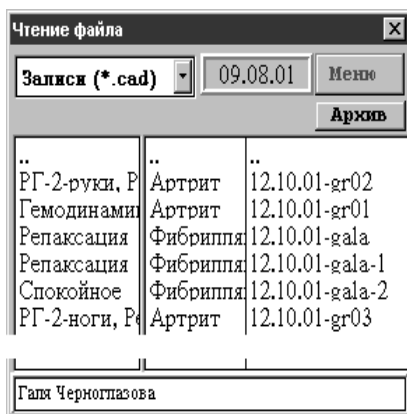 Чтение файла
Записи (*.cad) 09.08.01 Меню
Архив
.. .. ..
РГ-2-руки, Р Артрит 12.10.01-gr02
Гемодинами Артрит 12.10.01-gr01
Релаксация Фибрилля 12.10.01-gala
Релаксация Фибрилля 12.10.01-gala-1
Спокойное Фибрилля 12.10.01-gala-2
РГ-2-ноги, Ре Артрит 12.10.01-gr03
Галя Черноглазова